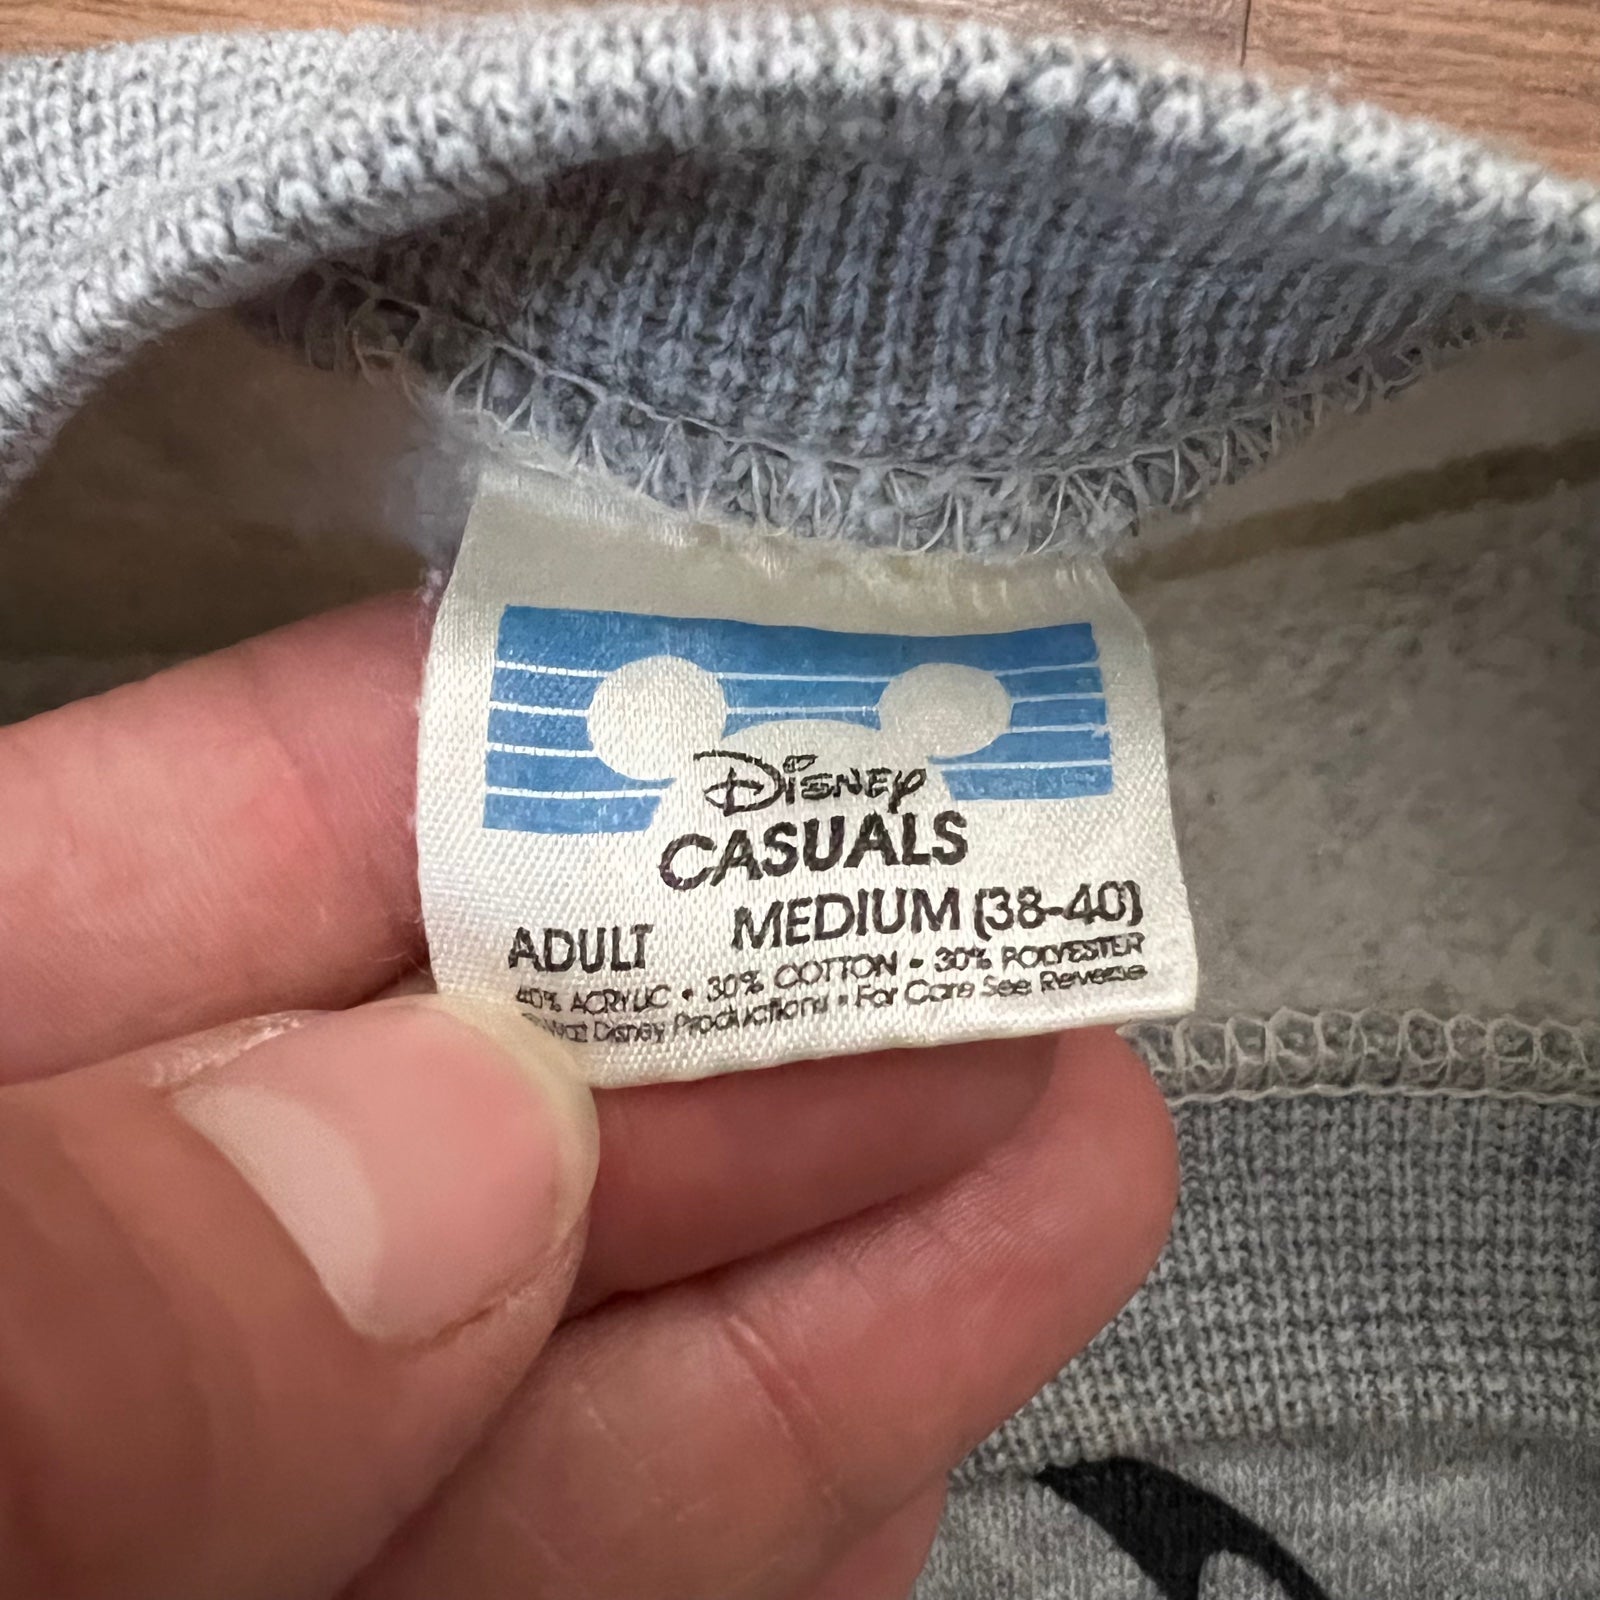 Disney
CASUALS
ADULT MEDIUM (38-40)
40% ACRYLIC • 30% COTTON • 30% POLYESTER
Walt Disney Productions • For Care See Reverse